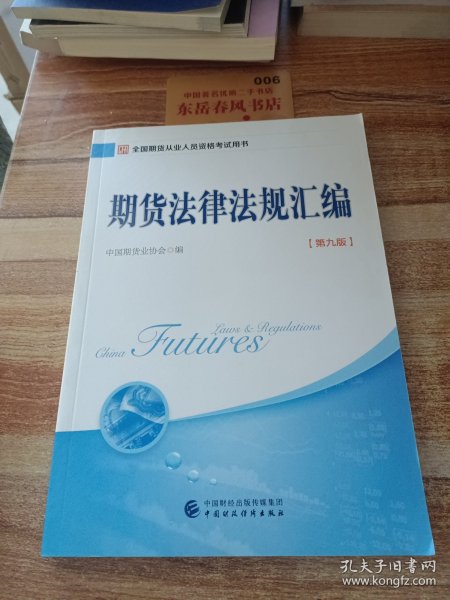 006
中国著名优秀二手书店
东岳春风书店
全国期货从业人员资格考试用书
期货法律法规汇编
【第九版】
中国期货业协会◎编
Laws & Regulations
China Futures
中国财经出版传媒集团
中国财政经济出版社
孔夫子旧书网
www.kongfz.com